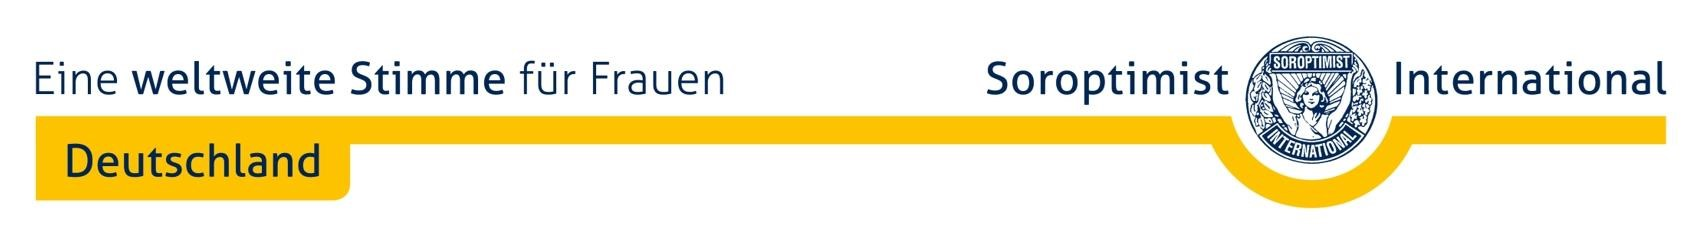 Eine weltweite Stimme für Frauen
Soroptimist International
SOROPTIMIST
INTERNATIONAL
Deutschland